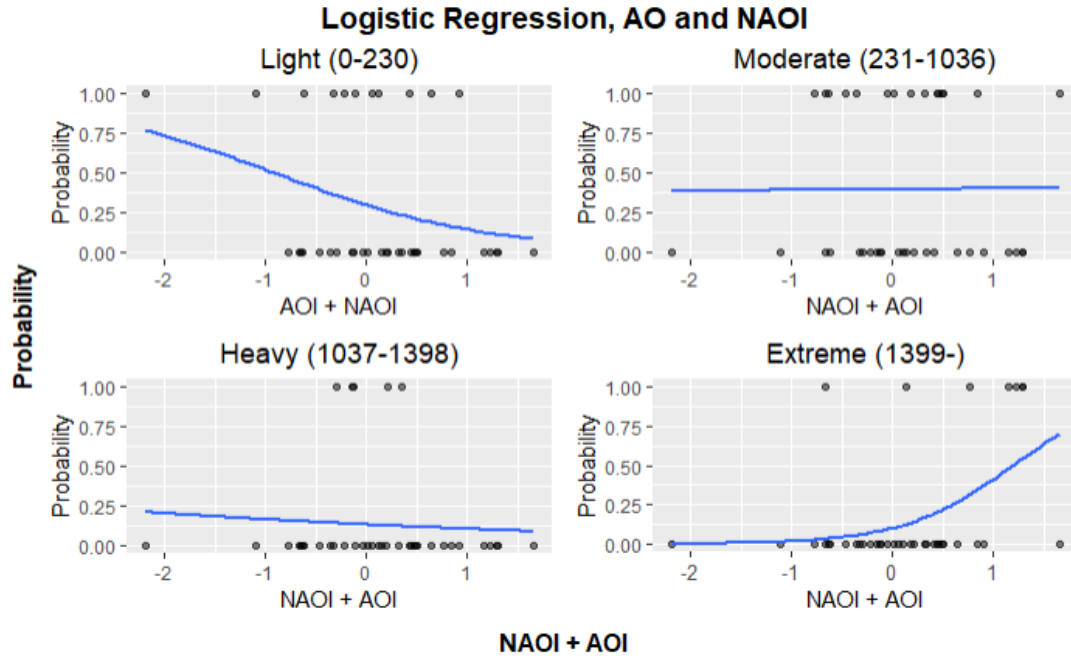 Logistic Regression, AO and NAOI
Light (0-230)
Probability
1.00
0.75
0.50
0.25
0.00
-2 -1 0 1
AOI + NAOI
Moderate (231-1036)
Probability
1.00
0.75
0.50
0.25
0.00
-2 -1 0 1
NAOI + AOI
Probability
Heavy (1037-1398)
Probability
1.00
0.75
0.50
0.25
0.00
-2 -1 0 1
NAOI + AOI
Extreme (1399-)
Probability
1.00
0.75
0.50
0.25
0.00
-2 -1 0 1
NAOI + AOI
NAOI + AOI